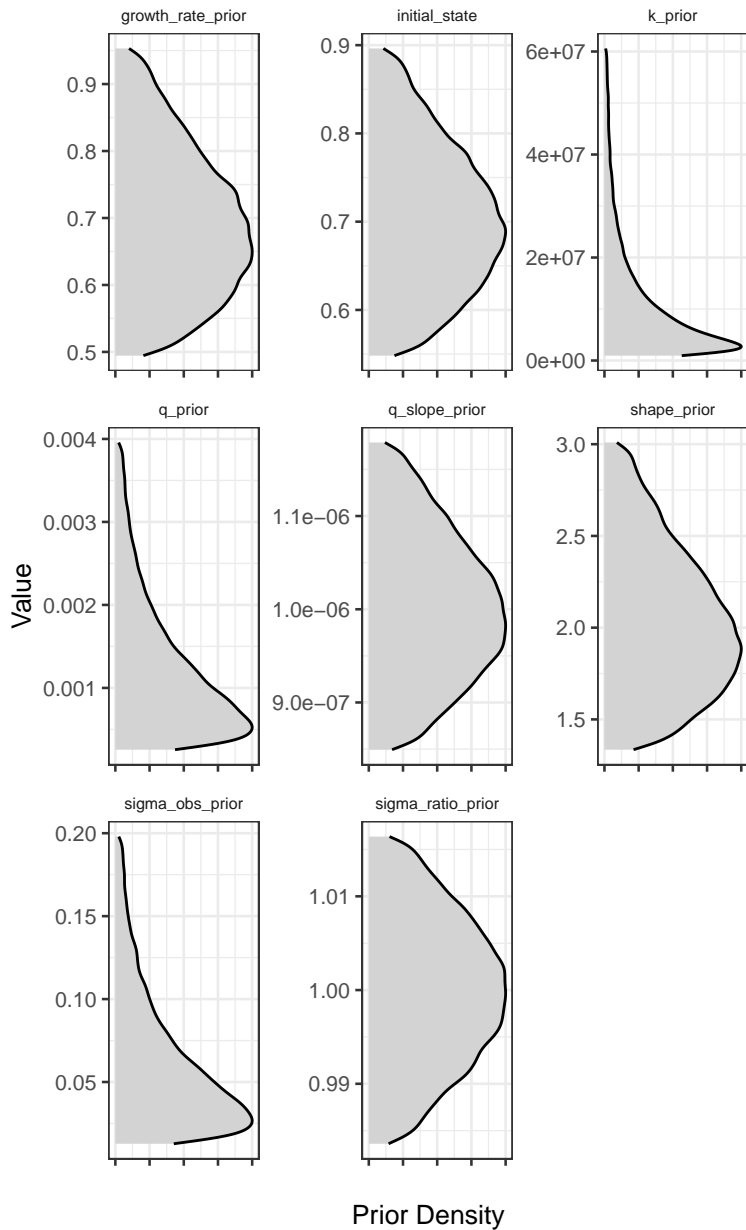 growth_rate_prior
initial_state
k_prior
0.9
0.8
0.7
0.6
0.5
0.9
0.8
0.7
0.6
6e+07
4e+07
2e+07
0e+00
q_prior
q_slope_prior
shape_prior
0.004
0.003
0.002
0.001
1.1e−06
1.0e−06
9.0e−07
3.0
2.5
2.0
1.5
sigma_obs_prior
sigma_ratio_prior
0.20
0.15
0.10
0.05
1.01
1.00
0.99
Value
Prior Density